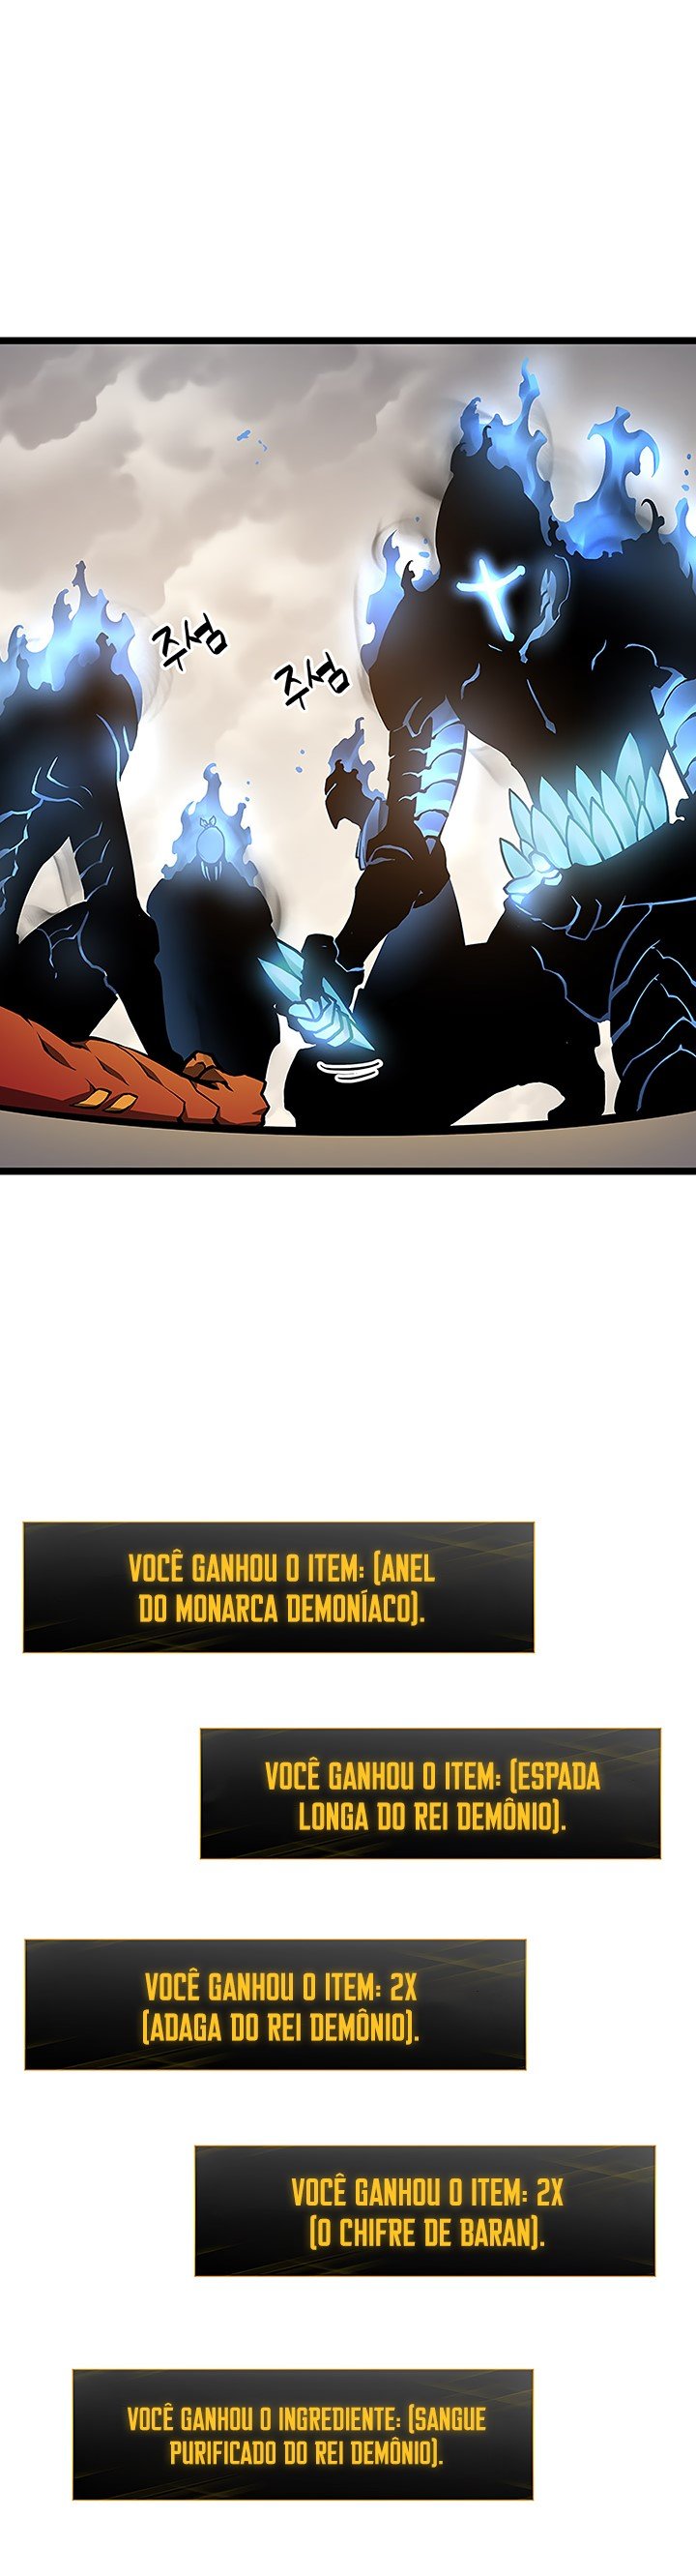 주섬
주섬
VOCÊ GANHOU O ITEM: (ANEL
DO MONARCA DEMONÍACO).
VOCÊ GANHOU O ITEM: (ESPADA
LONGA DO REI DEMÔNIO).
VOCÊ GANHOU O ITEM: 2X
(ADAGA DO REI DEMÔNIO).
VOCÊ GANHOU O ITEM: 2X
(O CHIFRE DE BARAN).
VOCÊ GANHOU O INGREDIENTE: (SANGUE
PURIFICADO DO REI DEMÔNIO).